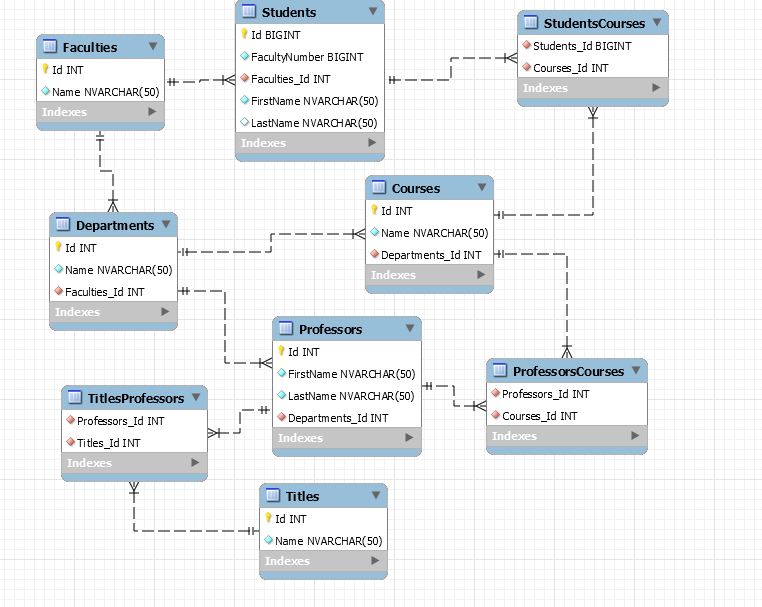 Students
Id BIGINT
FacultyNumber BIGINT
Faculties_Id INT
FirstName NVARCHAR(50)
LastName NVARCHAR(50)
Indexes
StudentsCourses
Students_Id BIGINT
Courses_Id INT
Indexes
Faculties
Id INT
Name NVARCHAR(50)
Indexes
Courses
Id INT
Name NVARCHAR(50)
Departments_Id INT
Indexes
Departments
Id INT
Name NVARCHAR(50)
Faculties_Id INT
Indexes
Professors
Id INT
FirstName NVARCHAR(50)
LastName NVARCHAR(50)
Departments_Id INT
Indexes
ProfessorsCourses
Professors_Id INT
Courses_Id INT
Indexes
TitlesProfessors
Professors_Id INT
Titles_Id INT
Indexes
Titles
Id INT
Name NVARCHAR(50)
Indexes